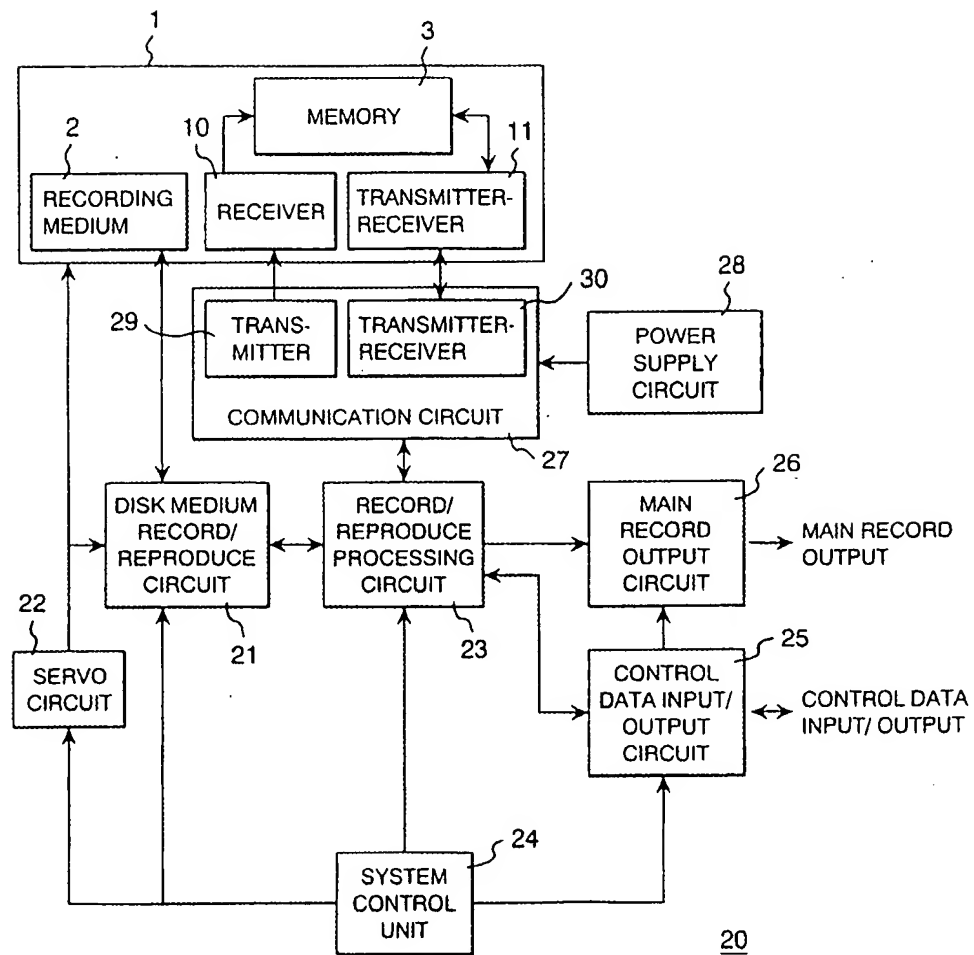 1
3
MEMORY
2
10
11
RECORDING
MEDIUM
RECEIVER
TRANSMITTER-
RECEIVER
30
28
29
TRANS-
MITTER
TRANSMITTER-
RECEIVER
POWER
SUPPLY
CIRCUIT
COMMUNICATION CIRCUIT
27
26
DISK MEDIUM
RECORD/
REPRODUCE
CIRCUIT
RECORD/
REPRODUCE
PROCESSING
CIRCUIT
MAIN
RECORD
OUTPUT
CIRCUIT
MAIN RECORD
OUTPUT
22
21
23
25
SERVO
CIRCUIT
CONTROL
DATA INPUT/
OUTPUT
CIRCUIT
CONTROL DATA
INPUT/ OUTPUT
24
SYSTEM
CONTROL
UNIT
20